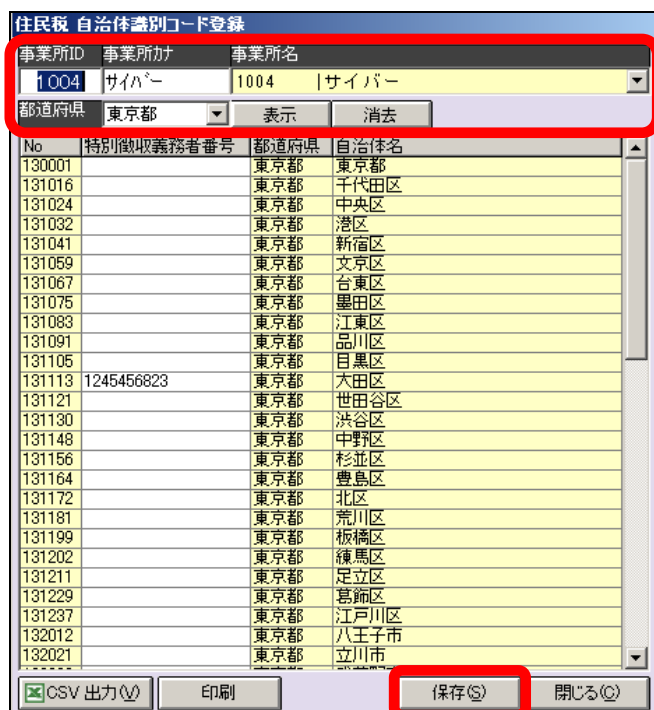 住民税 自治体識別コード登録
事業所ID 事業所カナ 事業所名
1004 サイバー 1004 |サイバー
都道府県 東京都 表示 消去
No 特別徴収義務者番号 都道府県 自治体名
130001 東京都 東京都
131016 東京都 千代田区
131024 東京都 中央区
131032 東京都 港区
131041 東京都 新宿区
131059 東京都 文京区
131067 東京都 台東区
131075 東京都 墨田区
131083 東京都 江東区
131091 東京都 品川区
131105 東京都 目黒区
131113 1245456823 東京都 大田区
131121 東京都 世田谷区
131130 東京都 渋谷区
131148 東京都 中野区
131156 東京都 杉並区
131164 東京都 豊島区
131172 東京都 北区
131181 東京都 荒川区
131199 東京都 板橋区
131202 東京都 練馬区
131211 東京都 足立区
131229 東京都 葛飾区
131237 東京都 江戸川区
132012 東京都 八王子市
132021 東京都 立川市
CSV 出力(V) 印刷 保存(S) 閉じる(C)